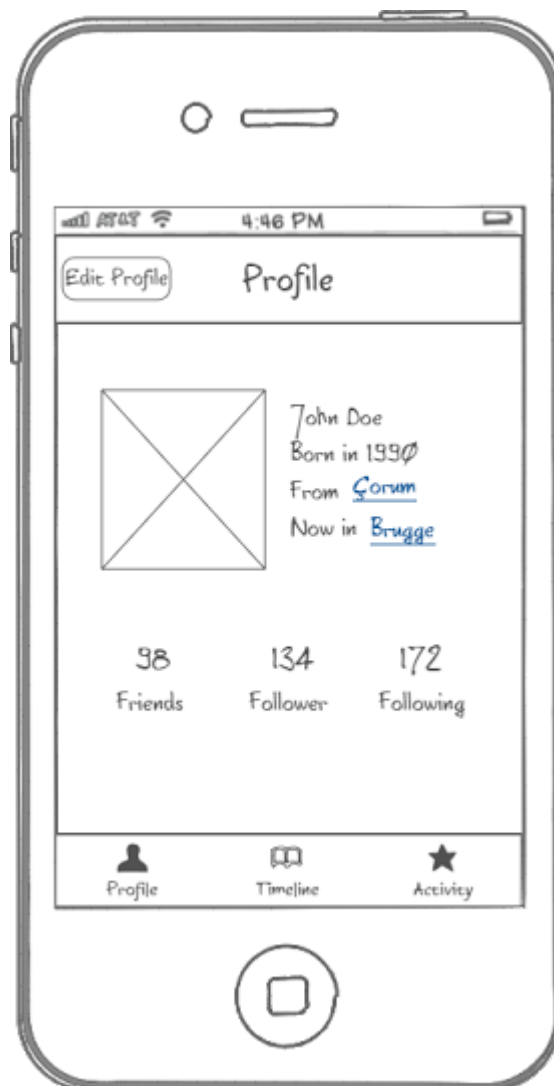 AT&T 4:46 PM
Edit Profile Profile
John Doe
Born in 1990
From Çorum
Now in Brugge
98 134 172
Friends Follower Following
Profile Timeline Activity